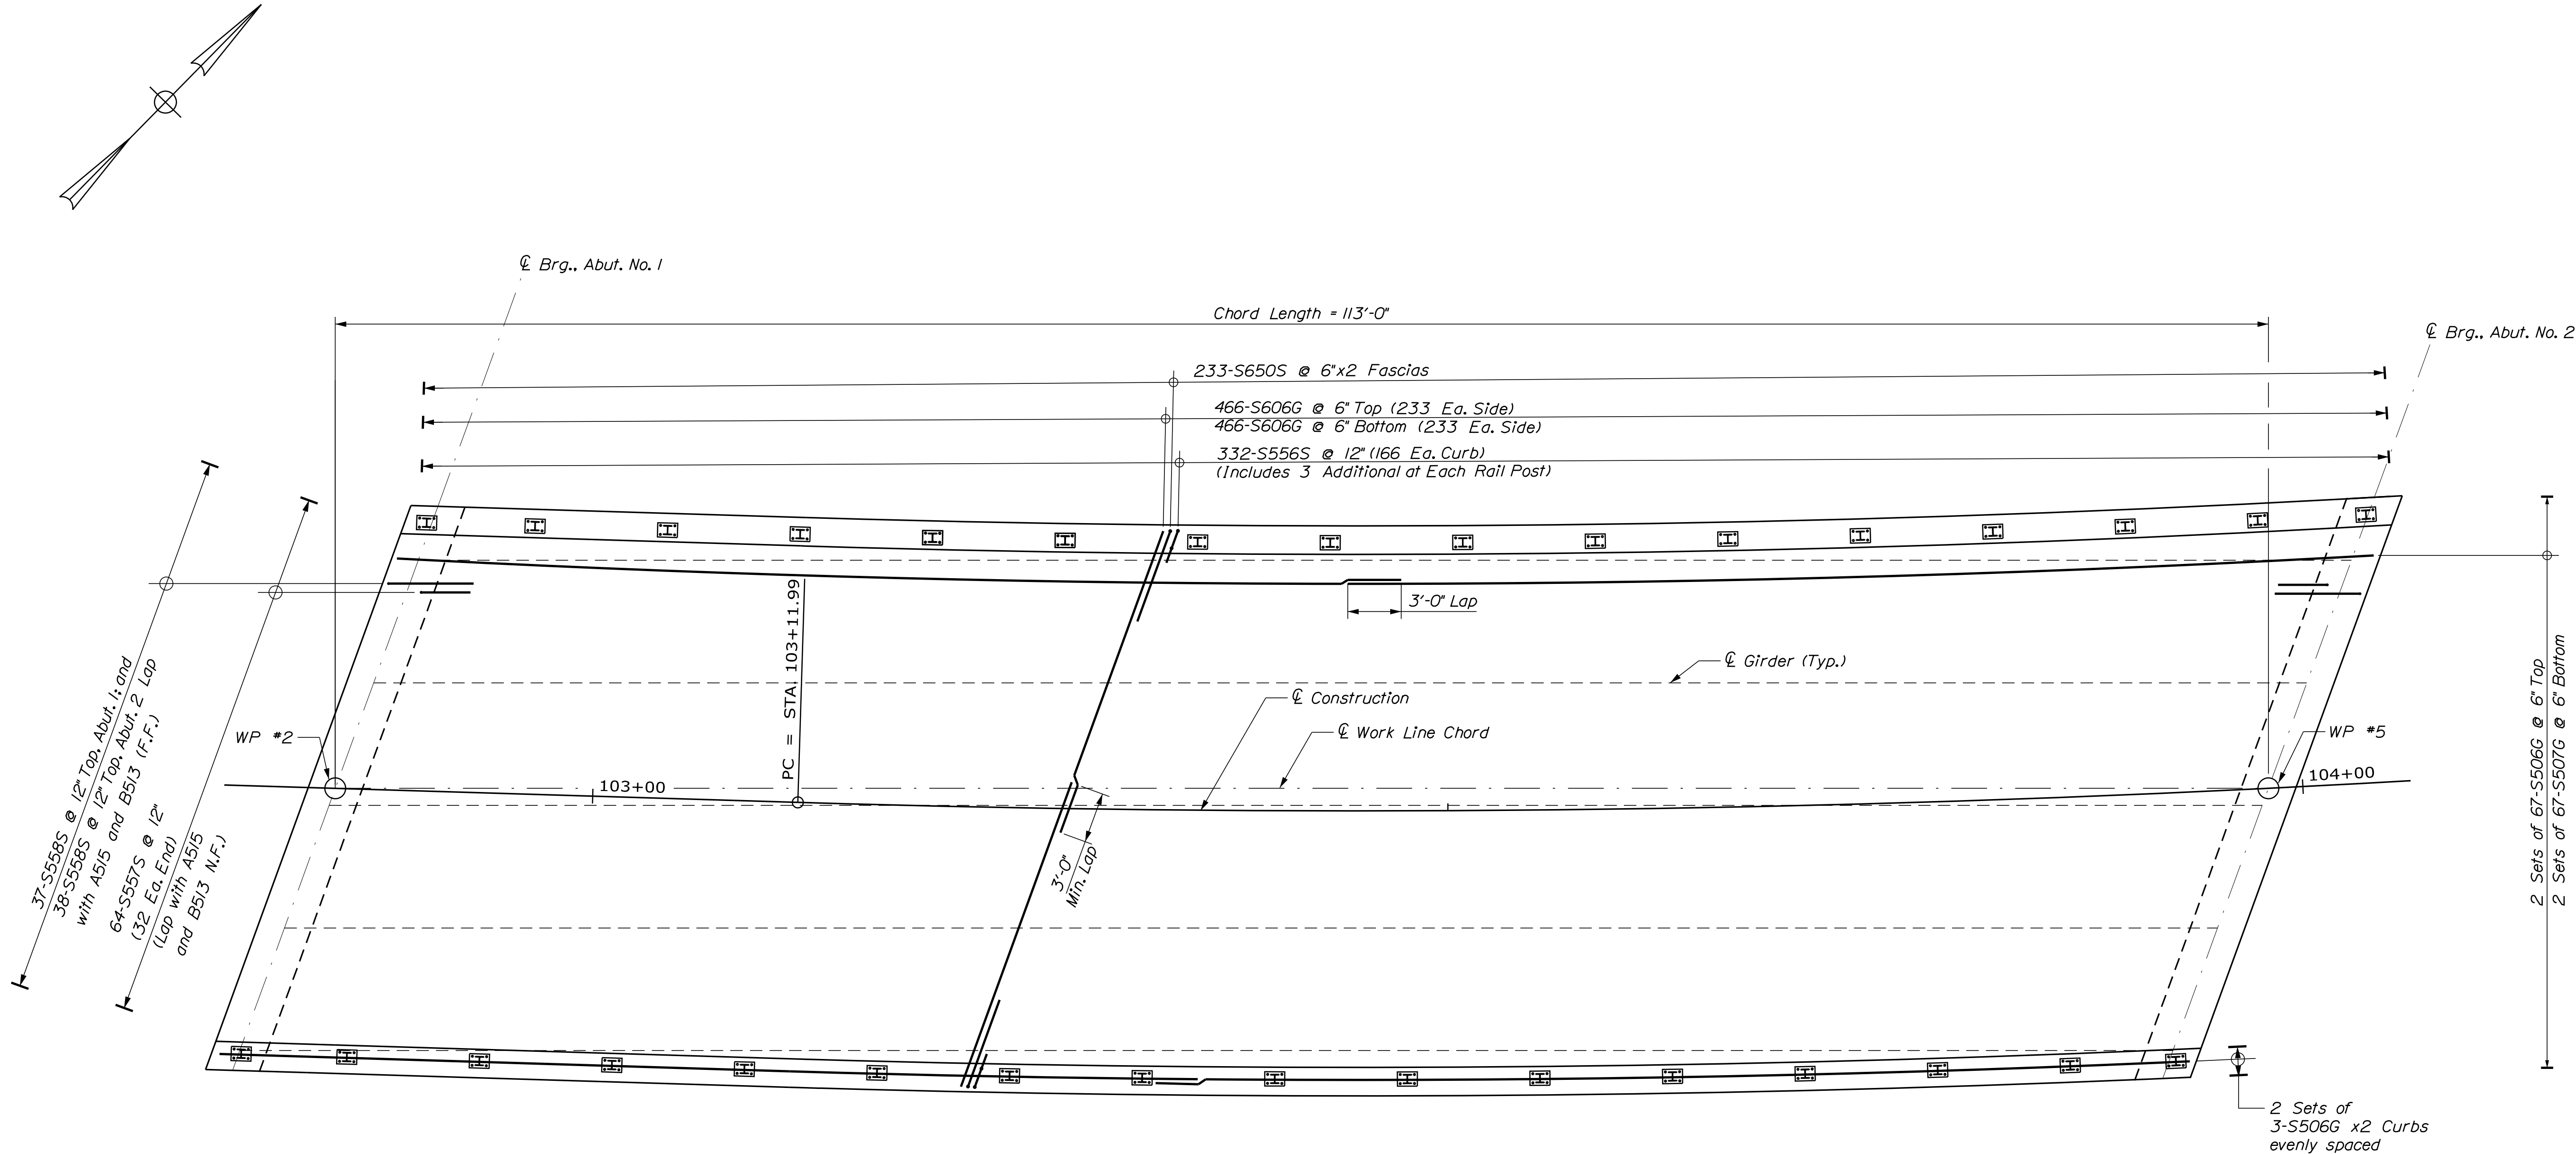 ℄ Brg., Abut. No. 1
Chord Length = 113'-0"
℄ Brg., Abut. No. 2
233-S650S @ 6"x2 Fascias
466-S606G @ 6" Top (233 Ea. Side)
466-S606G @ 6" Bottom (233 Ea. Side)
332-S556S @ 12" (166 Ea. Curb)
(Includes 3 Additional at Each Rail Post)
3'-0" Lap
PC = STA. 103+11.99
℄ Girder (Typ.)
℄ Construction
℄ Work Line Chord
WP #2
WP #5
103+00
104+00
37-S558S @ 12" Top, Abut. 1; and
38-S558S @ 12" Top, Abut. 2 Lap
with A515 and B513 (F.F.)
64-S557S @ 12"
(32 Ea. End)
(Lap with A515
and B513 N.F.)
3'-0"
Min. Lap
2 Sets of 67-S506G @ 6" Top
2 Sets of 67-S507G @ 6" Bottom
2 Sets of
3-S506G x2 Curbs
evenly spaced